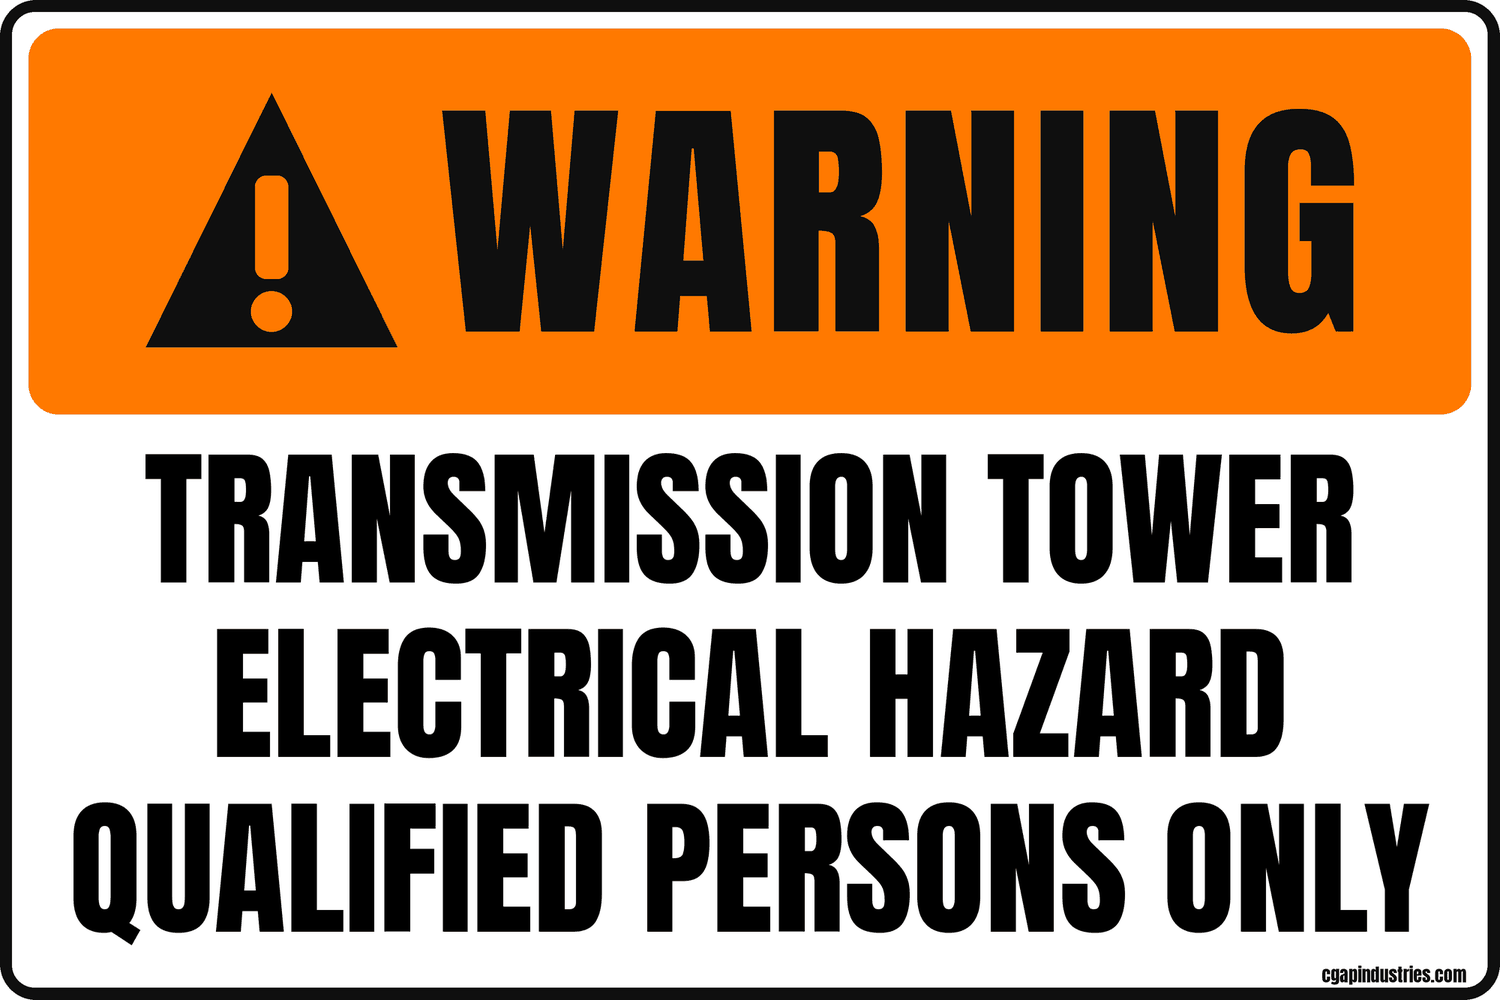 WARNING
TRANSMISSION TOWER
ELECTRICAL HAZARD
QUALIFIED PERSONS ONLY
cgapindustries.com